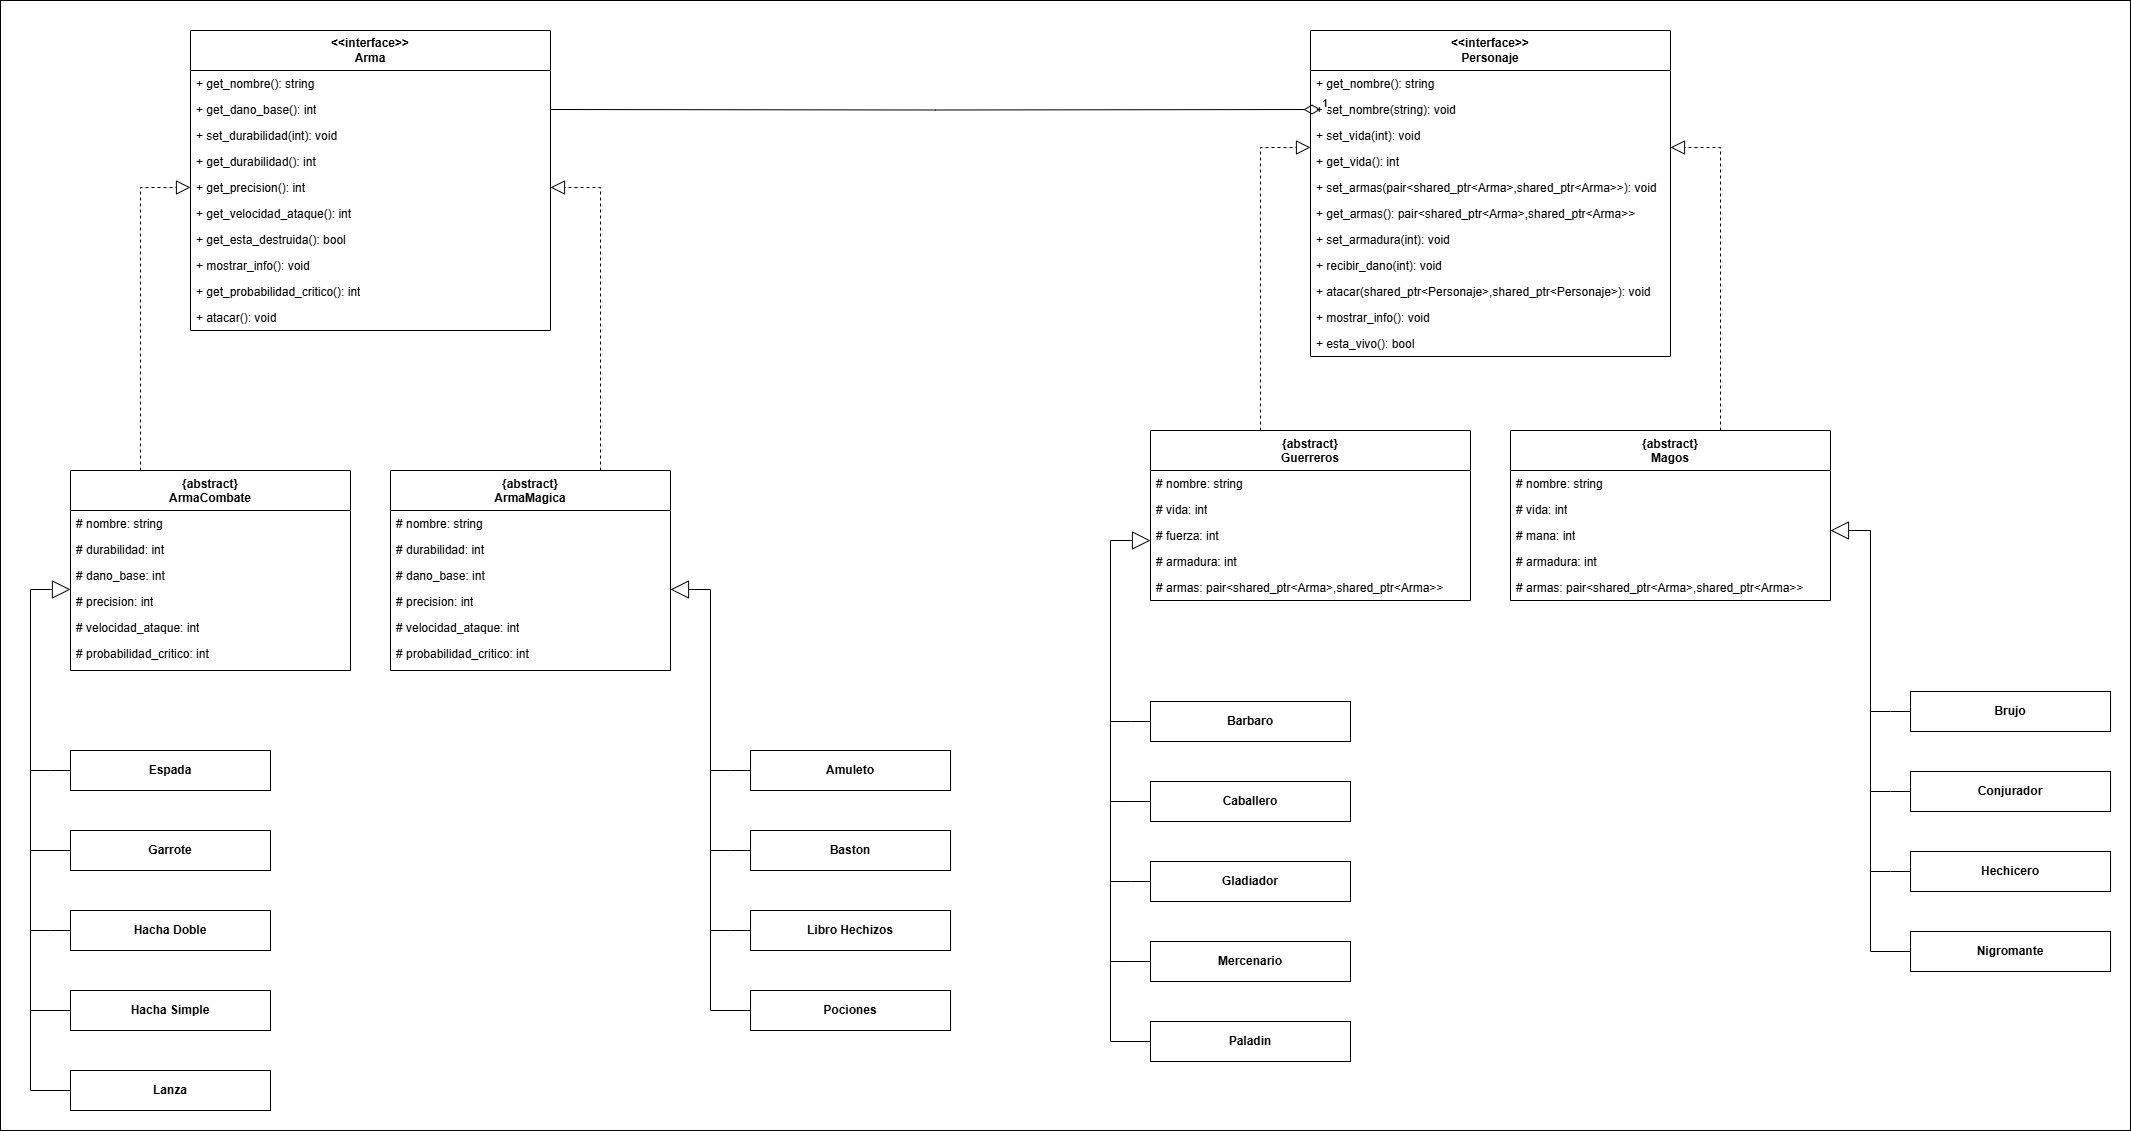 <<interface>>
Arma
+ get_nombre(): string
+ get_dano_base(): int
+ set_durabilidad(int): void
+ get_durabilidad(): int
+ get_precision(): int
+ get_velocidad_ataque(): int
+ get_esta_destruida(): bool
+ mostrar_info(): void
+ get_probabilidad_critico(): int
+ atacar(): void
<<interface>>
Personaje
+ get_nombre(): string
1
+ set_nombre(string): void
+ set_vida(int): void
+ get_vida(): int
+ set_armas(pair<shared_ptr<Arma>,shared_ptr<Arma>>): void
+ get_armas(): pair<shared_ptr<Arma>,shared_ptr<Arma>>
+ set_armadura(int): void
+ recibir_dano(int): void
+ atacar(shared_ptr<Personaje>,shared_ptr<Personaje>): void
+ mostrar_info(): void
+ esta_vivo(): bool
{abstract}
ArmaCombate
# nombre: string
# durabilidad: int
# dano_base: int
# precision: int
# velocidad_ataque: int
# probabilidad_critico: int
{abstract}
ArmaMagica
# nombre: string
# durabilidad: int
# dano_base: int
# precision: int
# velocidad_ataque: int
# probabilidad_critico: int
{abstract}
Guerreros
# nombre: string
# vida: int
# fuerza: int
# armadura: int
# armas: pair<shared_ptr<Arma>,shared_ptr<Arma>>
{abstract}
Magos
# nombre: string
# vida: int
# mana: int
# armadura: int
# armas: pair<shared_ptr<Arma>,shared_ptr<Arma>>
Espada
Garrote
Hacha Doble
Hacha Simple
Lanza
Amuleto
Baston
Libro Hechizos
Pociones
Barbaro
Caballero
Gladiador
Mercenario
Paladin
Brujo
Conjurador
Hechicero
Nigromante